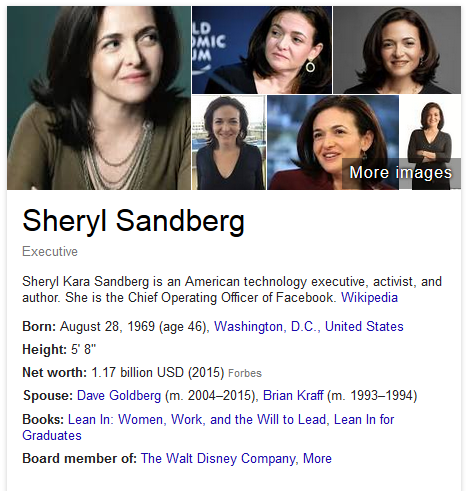 LD
OMIC
UM
More images
Sheryl Sandberg
Executive
Sheryl Kara Sandberg is an American technology executive, activist, and
author. She is the Chief Operating Officer of Facebook. Wikipedia
Born: August 28, 1969 (age 46), Washington, D.C., United States
Height: 5' 8"
Net worth: 1.17 billion USD (2015) Forbes
Spouse: Dave Goldberg (m. 2004–2015), Brian Kraff (m. 1993–1994)
Books: Lean In: Women, Work, and the Will to Lead, Lean In for
Graduates
Board member of: The Walt Disney Company, More